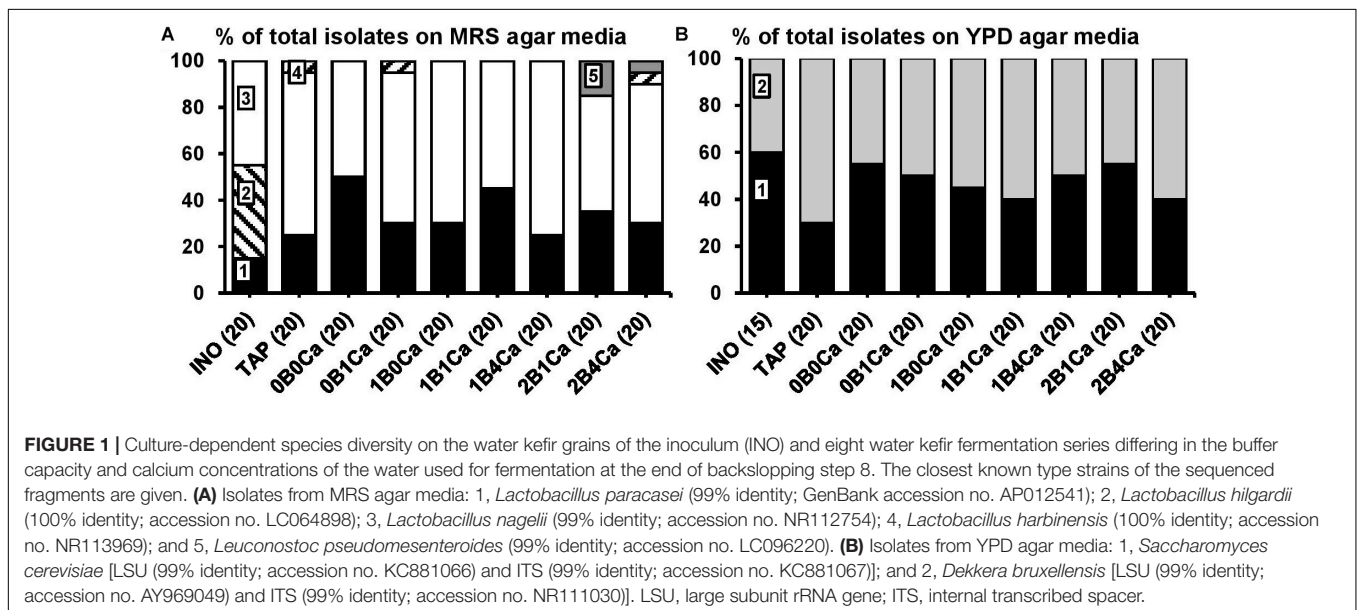 A % of total isolates on MRS agar media
100
80
60
40
20
0
3
2
1
4
5
INO (20)
TAP (20)
0B0Ca (20)
0B1Ca (20)
1B0Ca (20)
1B1Ca (20)
1B4Ca (20)
2B1Ca (20)
2B4Ca (20)
B % of total isolates on YPD agar media
100
80
60
40
20
0
2
1
INO (15)
TAP (20)
0B0Ca (20)
0B1Ca (20)
1B0Ca (20)
1B1Ca (20)
1B4Ca (20)
2B1Ca (20)
2B4Ca (20)
FIGURE 1 | Culture-dependent species diversity on the water kefir grains of the inoculum (INO) and eight water kefir fermentation series differing in the buffer
capacity and calcium concentrations of the water used for fermentation at the end of backslopping step 8. The closest known type strains of the sequenced
fragments are given. (A) Isolates from MRS agar media: 1, Lactobacillus paracasei (99% identity; GenBank accession no. AP012541); 2, Lactobacillus hilgardii
(100% identity; accession no. LC064898); 3, Lactobacillus nagelii (99% identity; accession no. NR112754); 4, Lactobacillus harbinensis (100% identity; accession
no. NR113969); and 5, Leuconostoc pseudomesenteroides (99% identity; accession no. LC096220). (B) Isolates from YPD agar media: 1, Saccharomyces
cerevisiae [LSU (99% identity; accession no. KC881066) and ITS (99% identity; accession no. KC881067)]; and 2, Dekkera bruxellensis [LSU (99% identity;
accession no. AY969049) and ITS (99% identity; accession no. NR111030)]. LSU, large subunit rRNA gene; ITS, internal transcribed spacer.